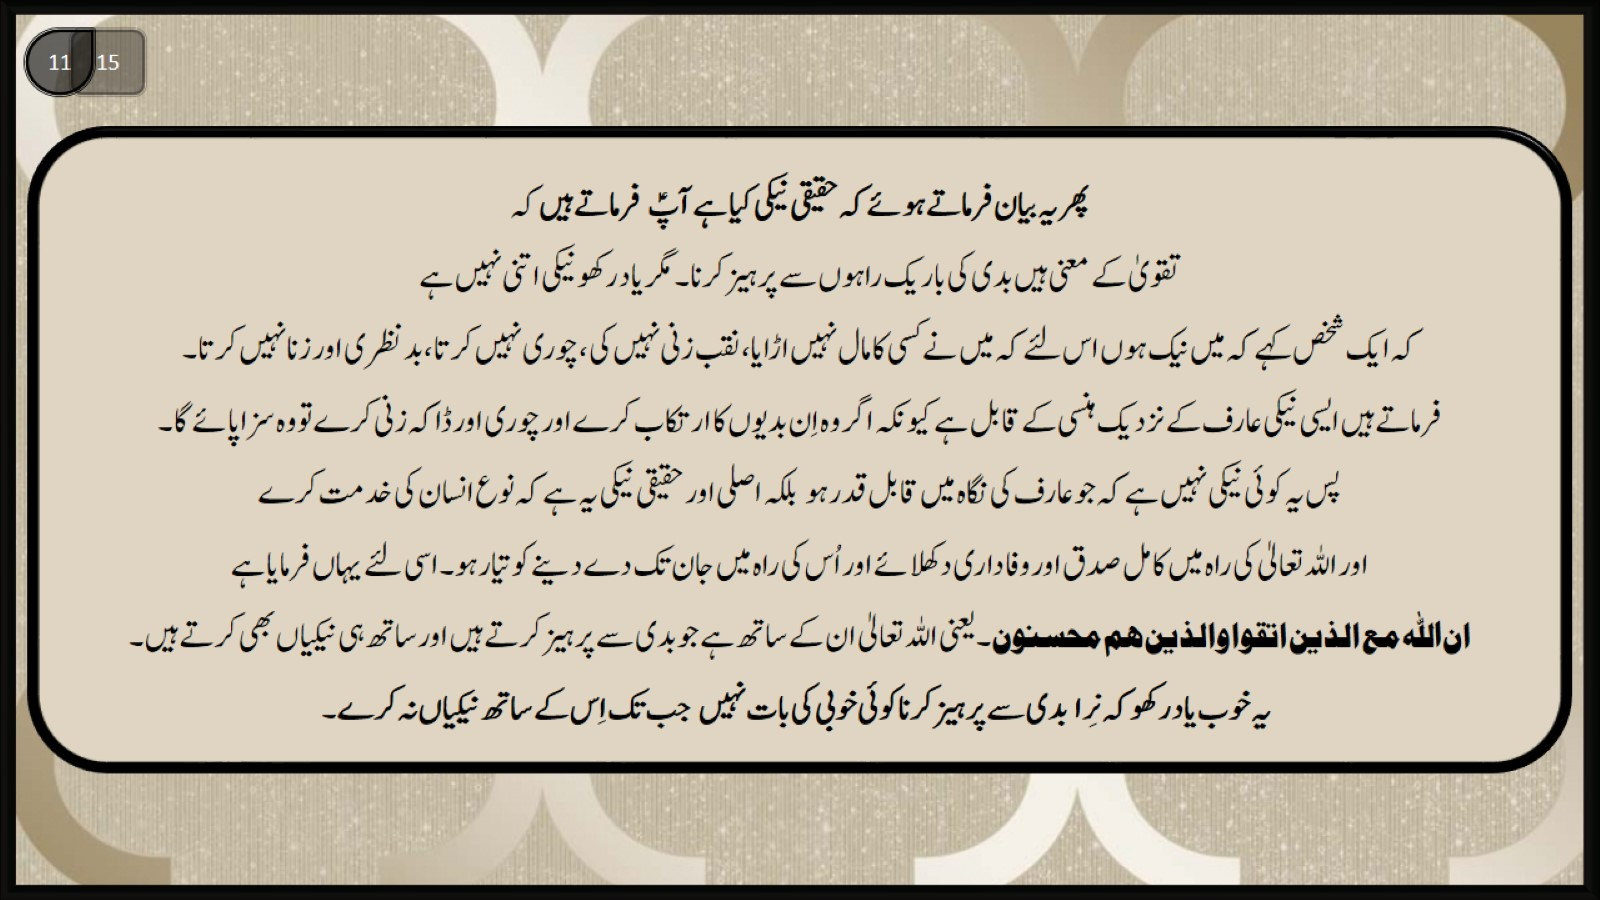 11 15
پھر یہ بیان فرماتے ہوئے کہ حقیقی نیکی کیا ہے آپؑ فرماتے ہیں کہ
تقویٰ کے معنی ہیں بدی کی باریک راہوں سے پرہیز کرنا۔ مگر یاد رکھو نیکی اتنی نہیں ہے
کہ ایک شخص کہے کہ میں نیک ہوں اس لئے کہ میں نے کسی کا مال نہیں اڑایا، نقب زنی نہیں کی، چوری نہیں کرتا، بد نظری اور زنا نہیں کرتا۔
فرماتے ہیں ایسی نیکی عارف کے نزدیک ہنسی کے قابل ہے کیونکہ اگر وہ اِن بدیوں کا ارتکاب کرے اور چوری اور ڈاکہ زنی کرے تو وہ سزا پائے گا۔
پس یہ کوئی نیکی نہیں ہے کہ جو عارف کی نگاہ میں قابل قدر ہو بلکہ اصلی اور حقیقی نیکی یہ ہے کہ نوع انسان کی خدمت کرے
اور اللہ تعالیٰ کی راہ میں کامل صدق اور وفاداری دکھلائے اور اُس کی راہ میں جان تک دے دینے کو تیار ہو۔ اسی لئے یہاں فرمایا ہے
ان اللّٰہ مع الذین اتقوا والذین ھم محسنون۔ یعنی اللہ تعالیٰ ان کے ساتھ ہے جو بدی سے پرہیز کرتے ہیں اور ساتھ ہی نیکیاں بھی کرتے ہیں۔
یہ خوب یاد رکھو کہ نِرا بدی سے پرہیز کرنا کوئی خوبی کی بات نہیں جب تک اِس کے ساتھ نیکیاں نہ کرے۔